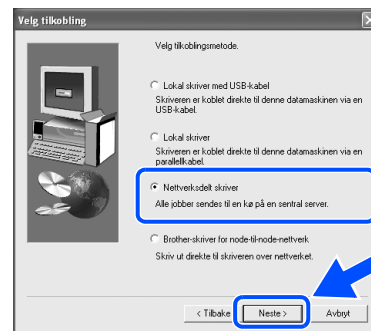 Velg tilkobling
Velg tilkoblingsmetode.
Lokal skriver med USB-kabel
Skriveren er koblet direkte til denne datamaskinen via en
USB-kabel.
Lokal skriver
Skriveren er koblet direkte til denne datamaskinen via en
parallellkabel.
Nettverksdelt skriver
Alle jobber sendes til en kø på en sentral server.
Brother-skriver for node-til-node-nettverk
Skriv ut direkte til skriveren over nettverket.
< Tilbake
Neste >
Avbryt